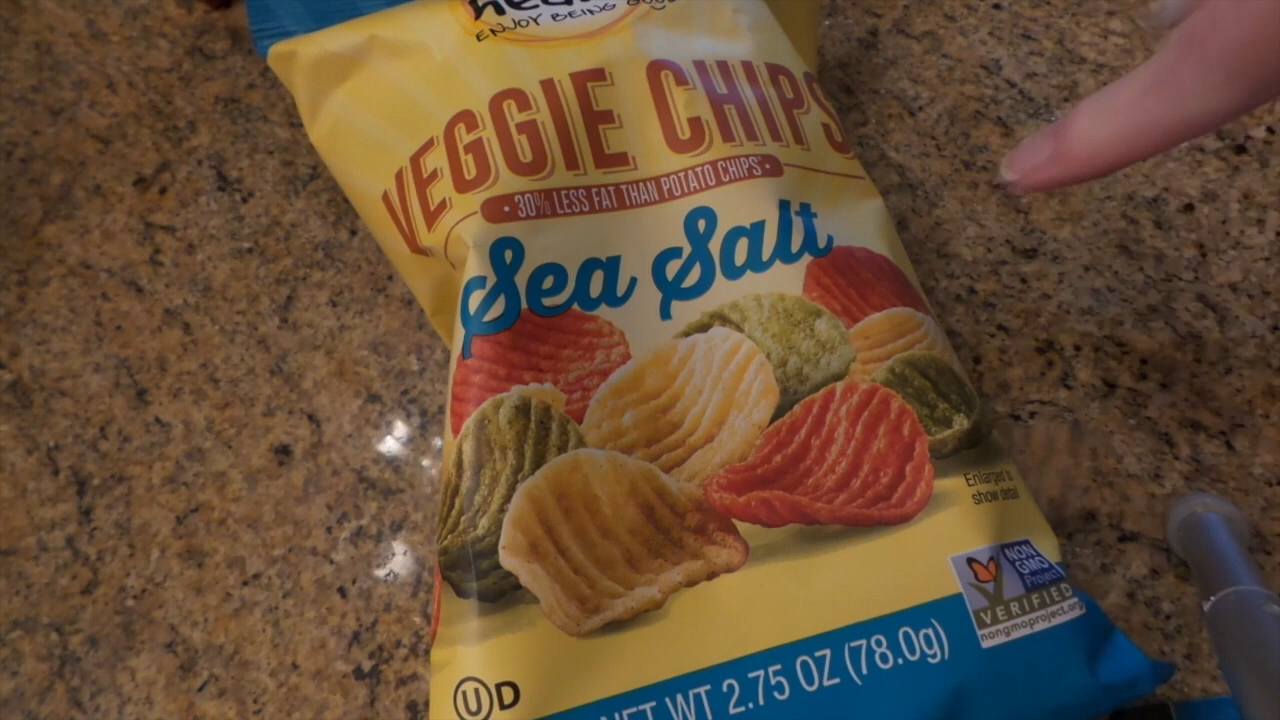 ENJOY BEING
VEGGIE CHIPS
• 30% LESS FAT THAN POTATO CHIPS* •
Sea Salt
Enlarged to
show detail
NON
GMO
Project
VERIFIED
nongmoproject.org
U D
NET WT 2.75 OZ (78.0g)